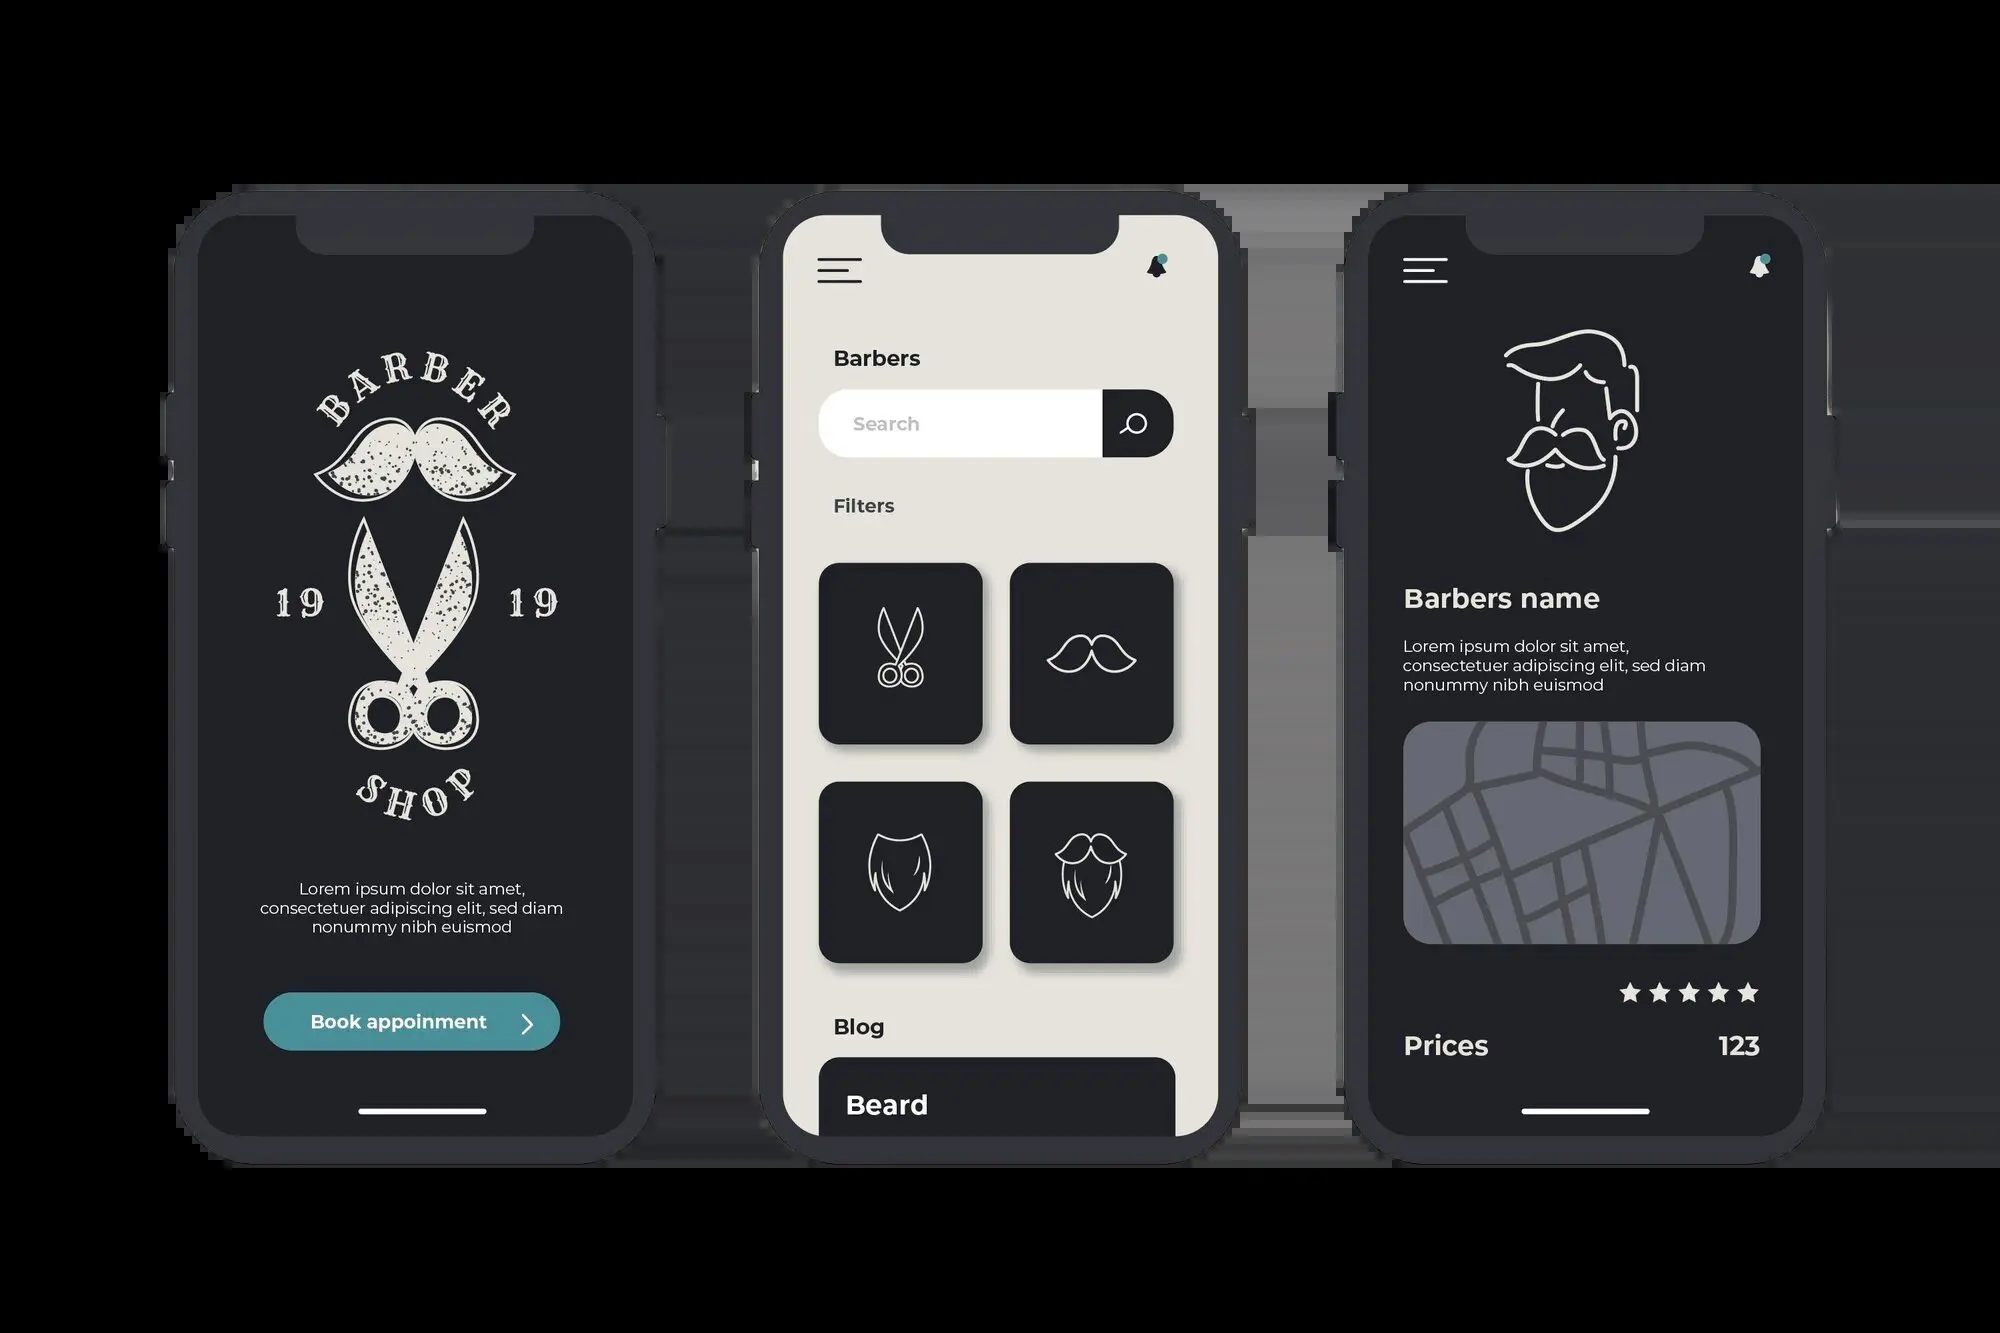 BARBER
19 19
SHOP
Lorem ipsum dolor sit amet,
consectetuer adipiscing elit, sed diam
nonummy nibh euismod
Book appoinment
Barbers
Search
Filters
Blog
Beard
Barbers name
Lorem ipsum dolor sit amet,
consectetuer adipiscing elit, sed diam
nonummy nibh euismod
Prices 123